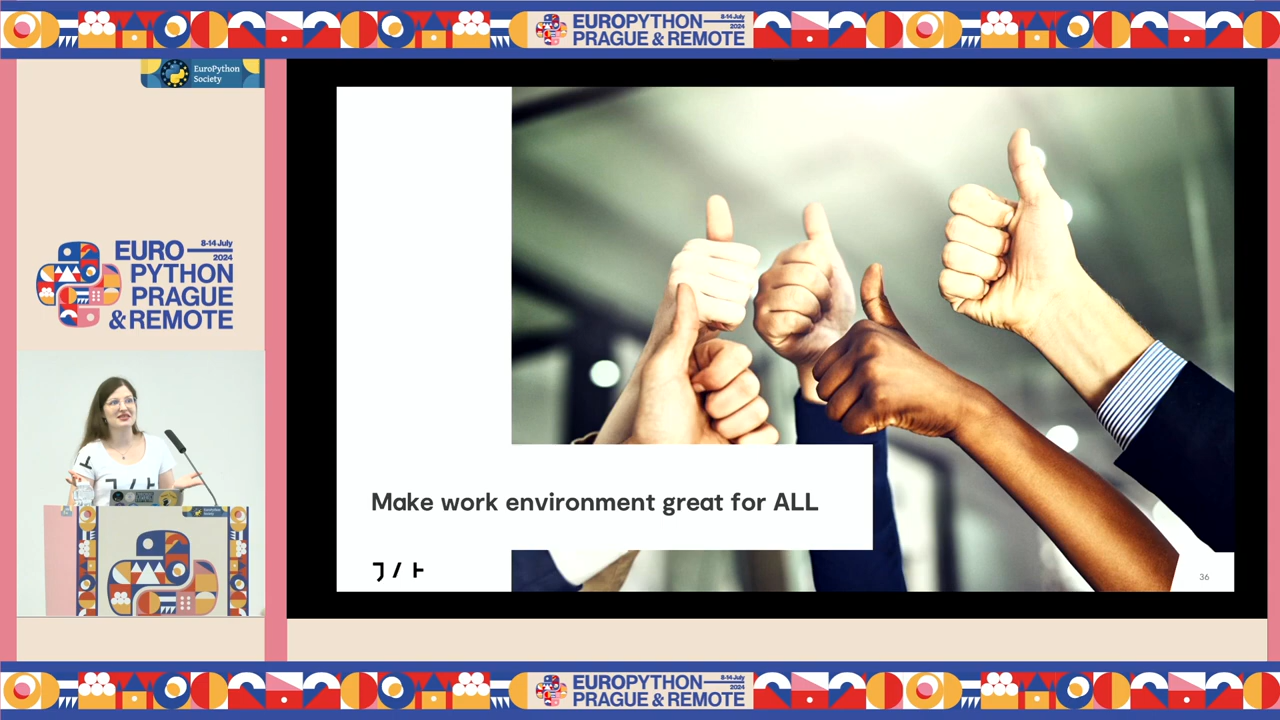 EUROPYTHON
8-14 July
2024
PRAGUE & REMOTE
EuroPython
Society
EURO
8-14 July
2024
PYTHON
PRAGUE
& REMOTE
Make work environment great for ALL
36
EUROPYTHON
8-14 July
2024
PRAGUE & REMOTE